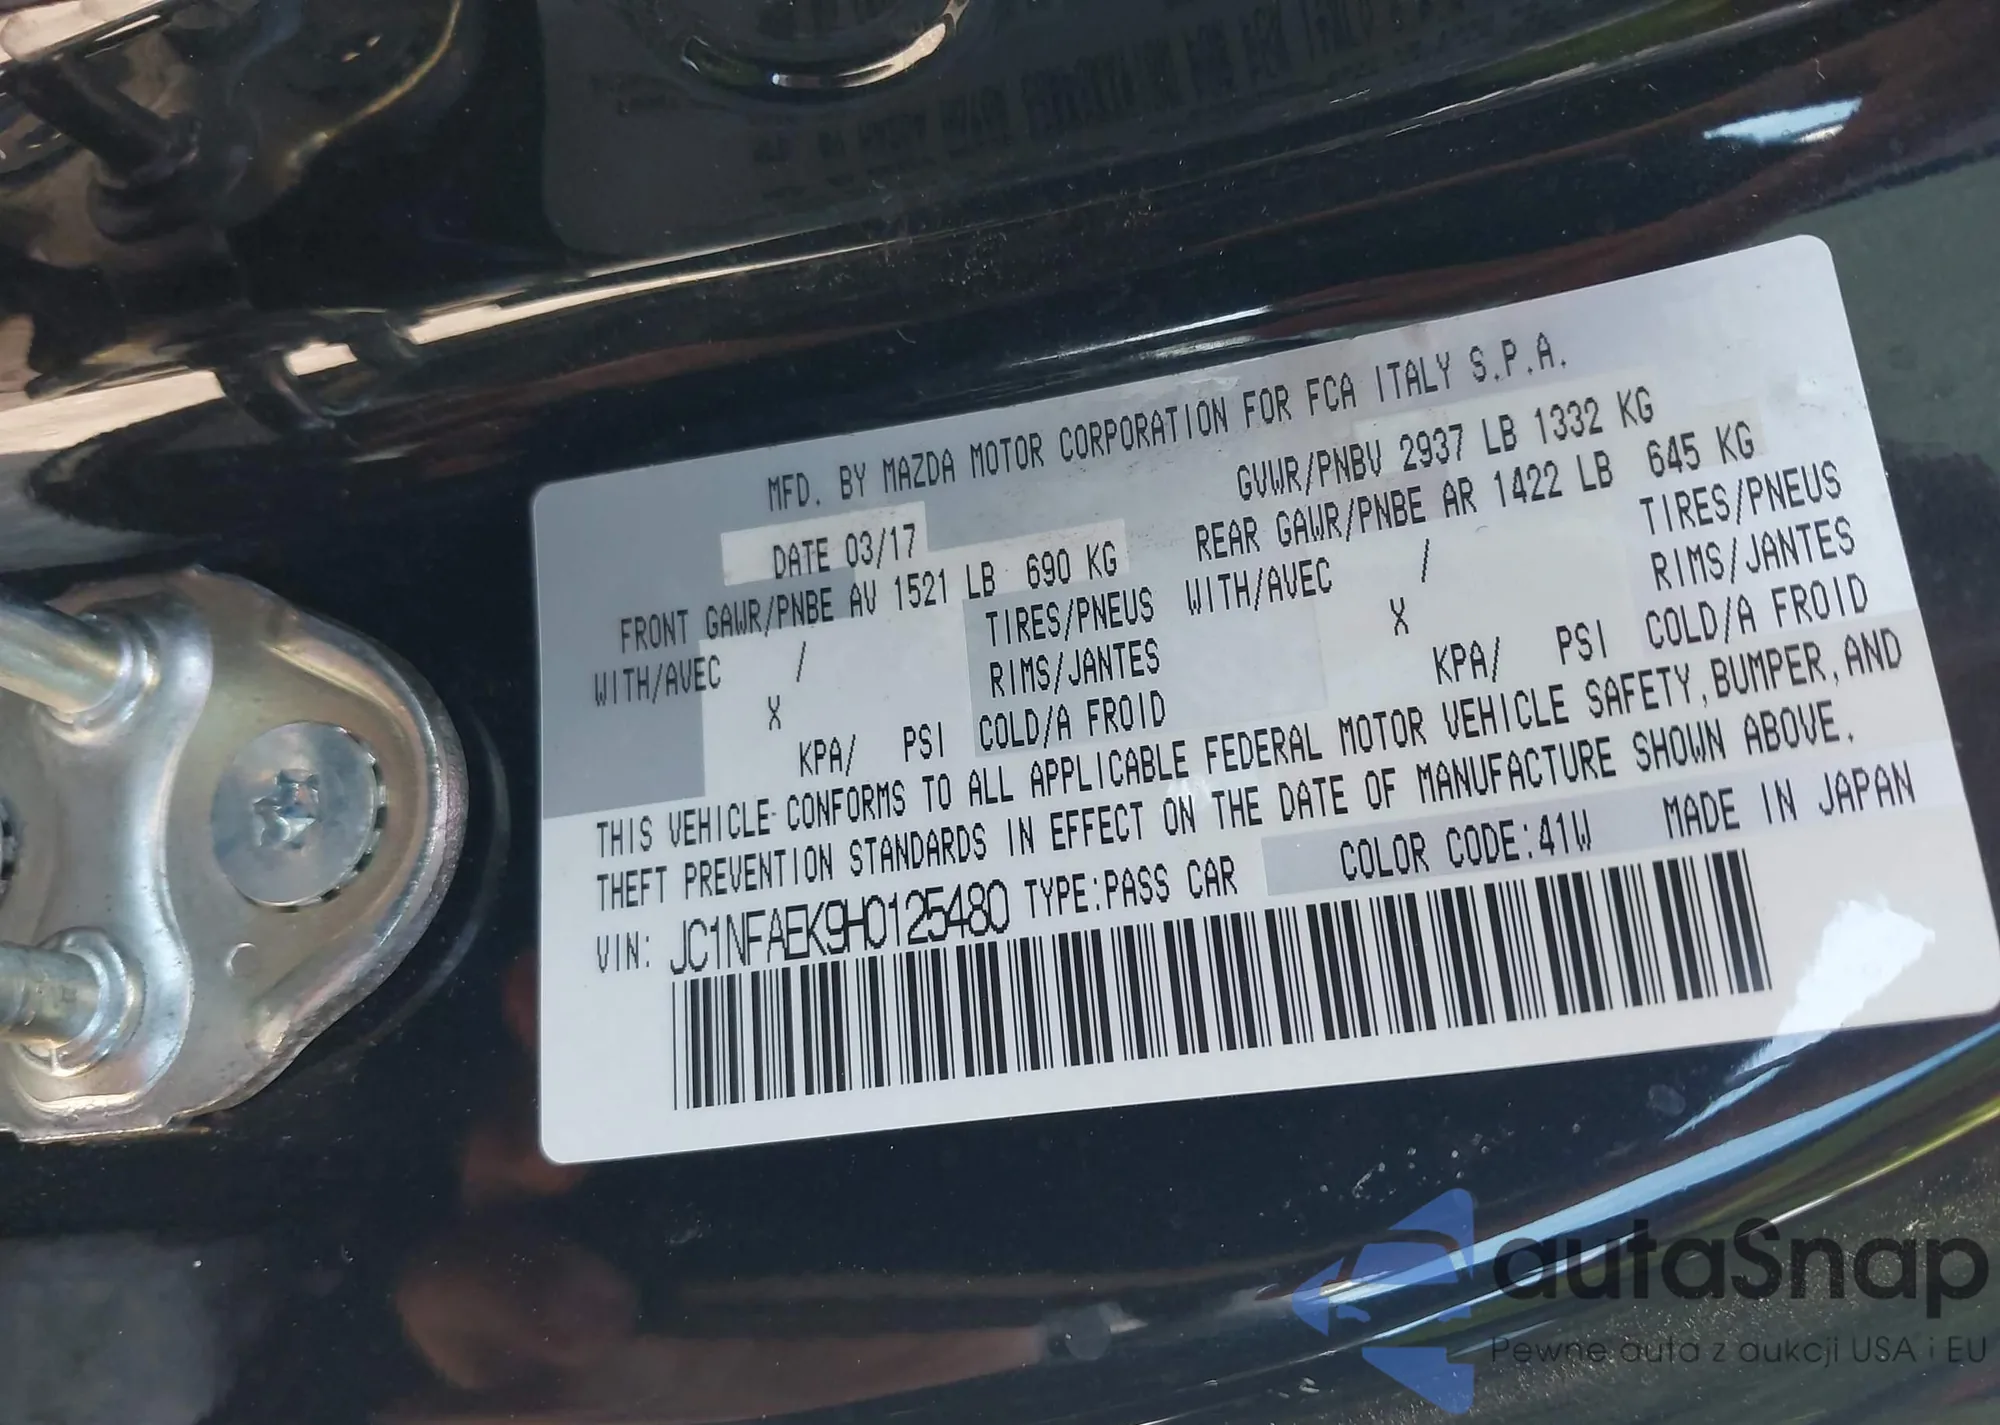 MFD. BY MAZDA MOTOR CORPORATION FOR FCA ITALY S.P.A.
DATE 03/17 GVWR/PNBV 2937 LB 1332 KG
FRONT GAWR/PNBE AV 1521 LB 690 KG REAR GAWR/PNBE AR 1422 LB 645 KG
WITH/AVEC / TIRES/PNEUS WITH/AVEC / TIRES/PNEUS
X RIMS/JANTES X RIMS/JANTES
KPA/ PSI COLD/A FROID KPA/ PSI COLD/A FROID
THIS VEHICLE CONFORMS TO ALL APPLICABLE FEDERAL MOTOR VEHICLE SAFETY, BUMPER, AND
THEFT PREVENTION STANDARDS IN EFFECT ON THE DATE OF MANUFACTURE SHOWN ABOVE.
VIN: JC1NFAEK9H0125480 TYPE:PASS CAR COLOR CODE:41W MADE IN JAPAN
autaSnap
Pewne auta z aukcji USA i EU